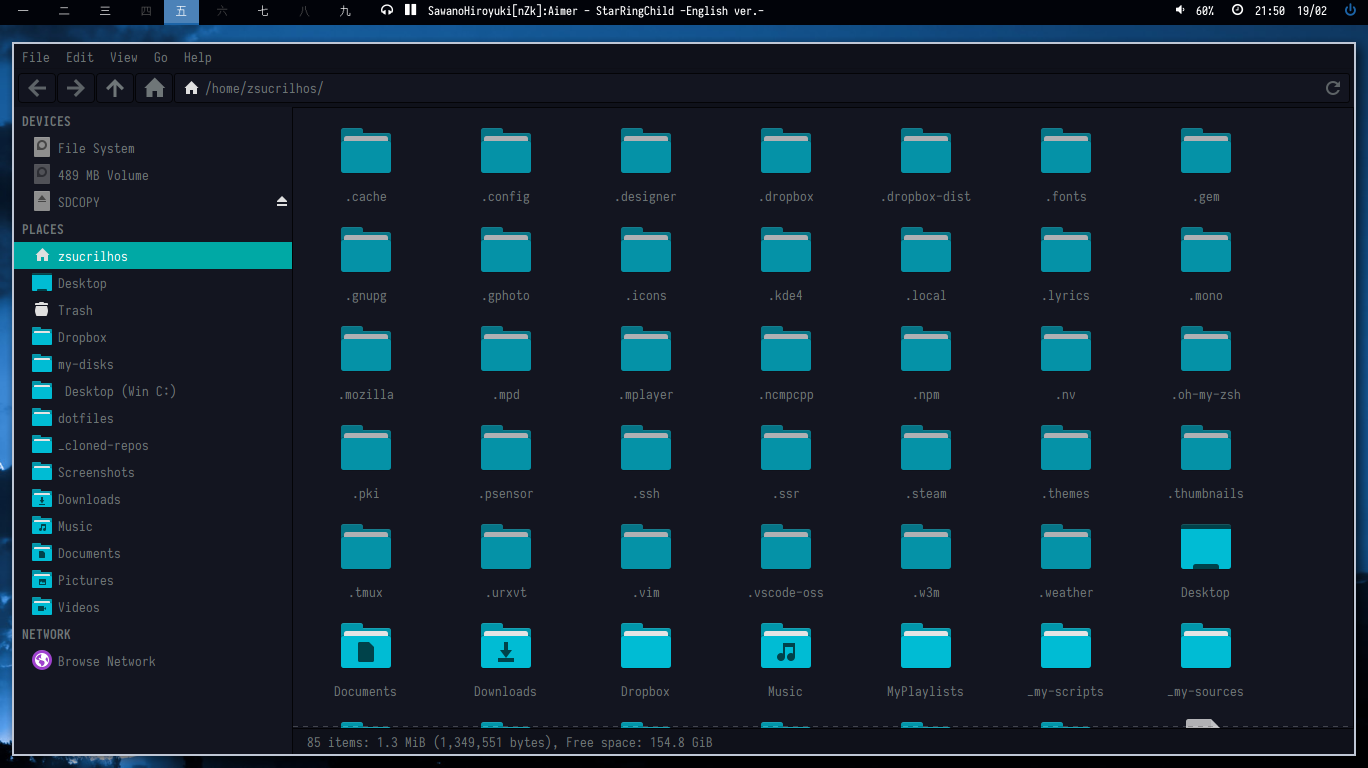 一 二 三 四 五 六 七 八 九 SawanoHiroyuki[nZk]:Aimer - StarRingChild -English ver.- 60% 21:50 19/02
File Edit View Go Help
/home/zsucrilhos/
DEVICES
File System
489 MB Volume
SDCOPY
PLACES
zsucrilhos
Desktop
Trash
Dropbox
my-disks
Desktop (Win C:)
dotfiles
_cloned-repos
Screenshots
Downloads
Music
Documents
Pictures
Videos
NETWORK
Browse Network
.cache .config .designer .dropbox .dropbox-dist .fonts .gem
.gnupg .gphoto .icons .kde4 .local .lyrics .mono
.mozilla .mpd .mplayer .ncmpcpp .npm .nv .oh-my-zsh
.pki .psensor .ssh .ssr .steam .themes .thumbnails
.tmux .urxvt .vim .vscode-oss .w3m .weather Desktop
Documents Downloads Dropbox Music MyPlaylists _my-scripts _my-sources
85 items: 1.3 MiB (1,349,551 bytes), Free space: 154.8 GiB